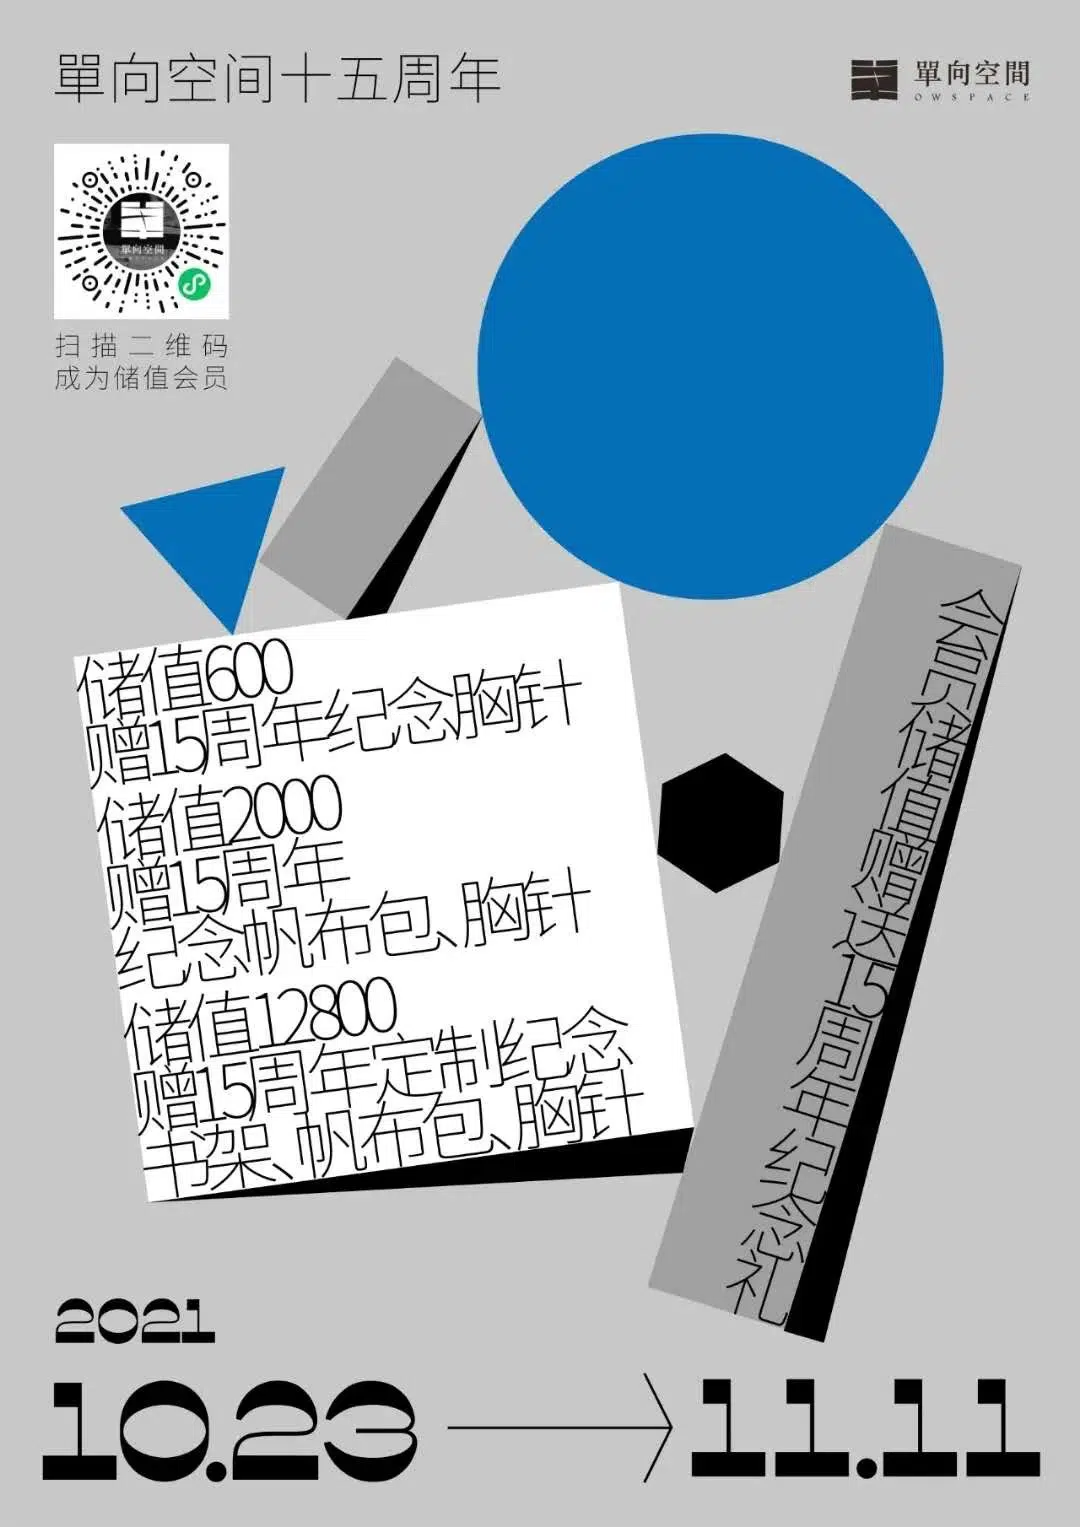 單向空间十五周年
單向空間
OWSPACE
單向空間
扫描二维码
成为储值会员
储值600
赠15周年纪念胸针
储值2000
赠15周年
纪念帆布包、胸针
储值12800
赠15周年定制纪念
书架、帆布包、胸针
会员储值赠送15周年纪念礼
2021
10.23
11.11